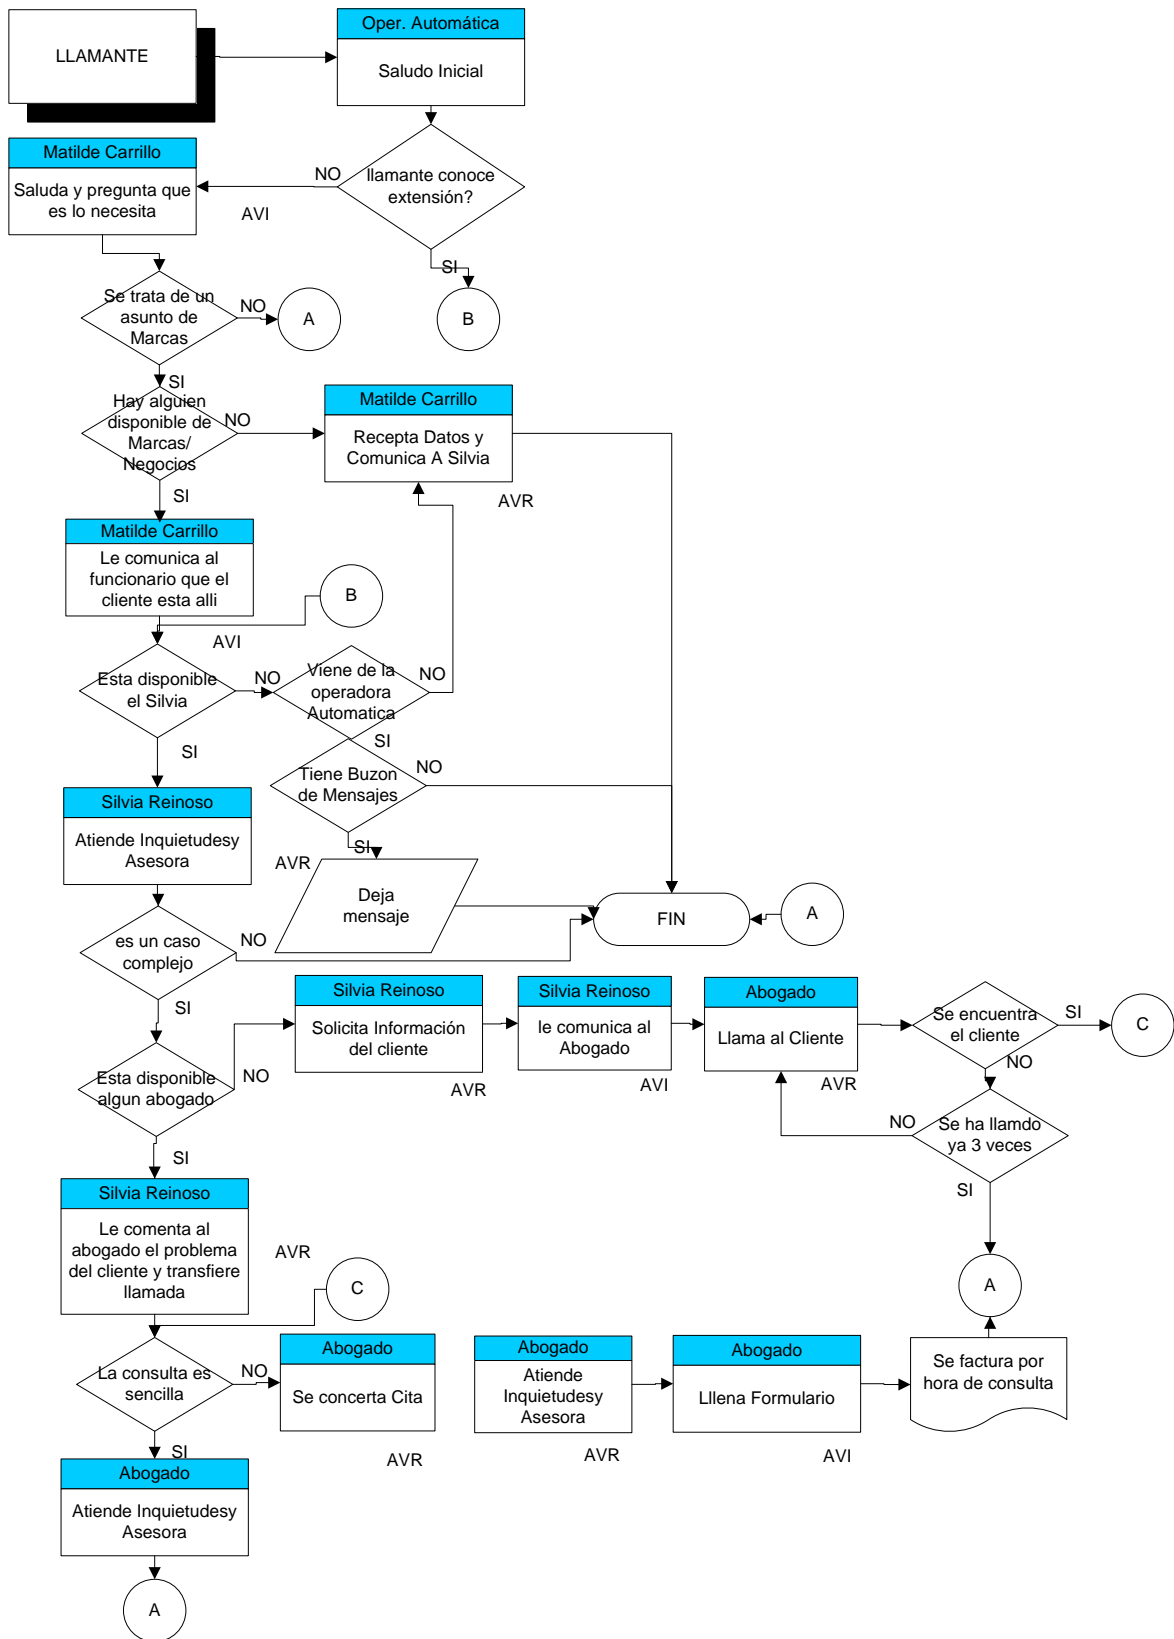 LLAMANTE
Oper. Automática
Saludo Inicial
Matilde Carrillo
Saluda y pregunta que
es lo necesita
NO
AVI
llamante conoce
extensión?
SI
B
Se trata de un
asunto de
Marcas
NO
A
SI
Hay alguien
disponible de
Marcas/
Negocios
NO
Matilde Carrillo
Recepta Datos y
Comunica A Silvia
AVR
SI
Matilde Carrillo
Le comunica al
funcionario que el
cliente esta alli
B
AVI
Esta disponible
el Silvia
NO
Viene de la
operadora
Automatica
NO
SI
SI
Tiene Buzon
de Mensajes
NO
SI
AVR
Deja
mensaje
Silvia Reinoso
Atiende Inquietudesy
Asesora
FIN
A
es un caso
complejo
NO
SI
Silvia Reinoso
Solicita Información
del cliente
AVR
Silvia Reinoso
le comunica al
Abogado
AVI
Abogado
Llama al Cliente
AVR
Se encuentra
el cliente
SI
C
NO
Esta disponible
algun abogado
NO
SI
NO
Se ha llamdo
ya 3 veces
SI
A
Silvia Reinoso
Le comenta al
abogado el problema
del cliente y transfiere
llamada
AVR
C
La consulta es
sencilla
NO
Abogado
Se concerta Cita
AVR
SI
Abogado
Atiende
Inquietudesy
Asesora
AVR
Abogado
Lllena Formulario
AVI
Se factura por
hora de consulta
Abogado
Atiende Inquietudesy
Asesora
A